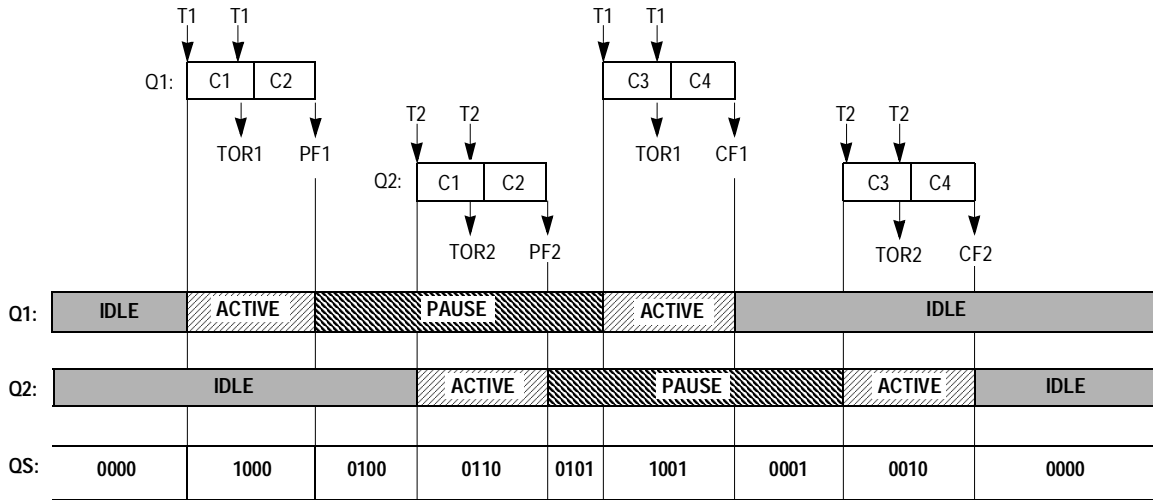 T1 T1 T1 T1
Q1: C1 C2 C3 C4
T2 T2 T2 T2
TOR1 PF1 TOR1 CF1
Q2: C1 C2 C3 C4
TOR2 PF2 TOR2 CF2
Q1: IDLE ACTIVE PAUSE ACTIVE IDLE
Q2: IDLE ACTIVE PAUSE ACTIVE IDLE
QS: 0000 1000 0100 0110 0101 1001 0001 0010 0000